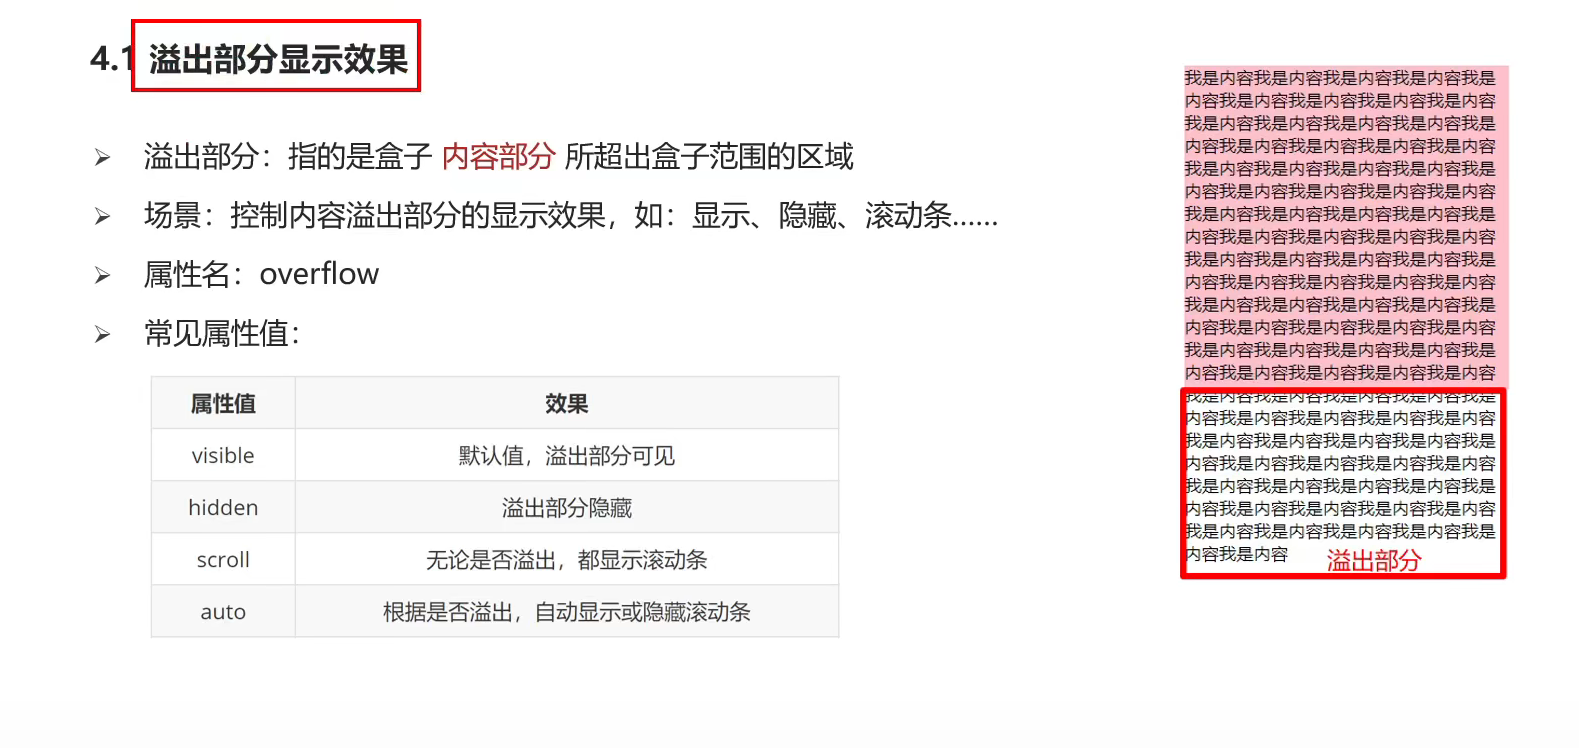 4.1 溢出部分显示效果
溢出部分：指的是盒子 内容部分 所超出盒子范围的区域
场景：控制内容溢出部分的显示效果，如：显示、隐藏、滚动条……
属性名：overflow
常见属性值：
属性值 效果
visible 默认值，溢出部分可见
hidden 溢出部分隐藏
scroll 无论是否溢出，都显示滚动条
auto 根据是否溢出，自动显示或隐藏滚动条
我是内容我是内容我是内容我是内容我是
内容我是内容我是内容我是内容我是内容
我是内容我是内容我是内容我是内容我是
内容我是内容我是内容我是内容我是内容
我是内容我是内容我是内容我是内容我是
内容我是内容我是内容我是内容我是内容
我是内容我是内容我是内容我是内容我是
内容我是内容我是内容我是内容我是内容
我是内容我是内容我是内容我是内容我是
内容我是内容我是内容我是内容我是内容
我是内容我是内容我是内容我是内容我是
内容我是内容我是内容我是内容我是内容
我是内容我是内容我是内容我是内容我是
内容我是内容我是内容我是内容我是内容
我是内容我是内容我是内容我是内容我是
内容我是内容我是内容我是内容我是内容
我是内容我是内容我是内容我是内容我是
内容我是内容我是内容我是内容我是内容
我是内容我是内容我是内容我是内容我是
内容我是内容我是内容我是内容我是内容
我是内容我是内容我是内容我是内容我是
内容我是内容
溢出部分